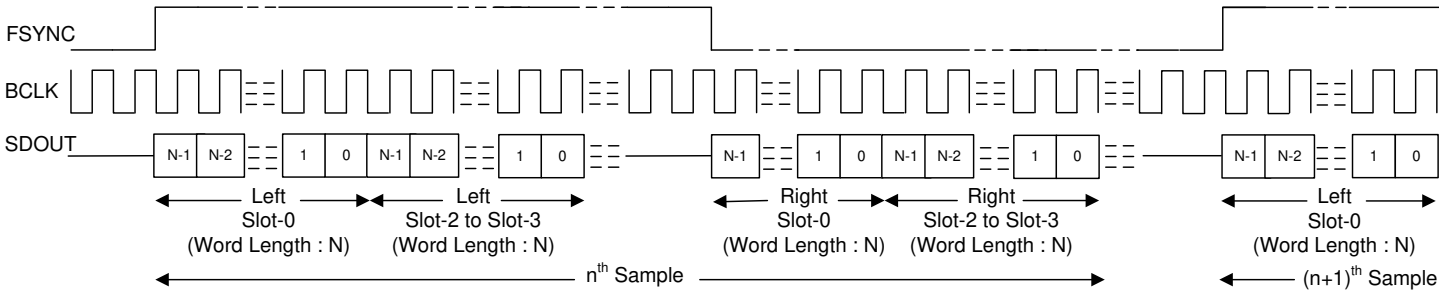 FSYNC
BCLK
SDOUT
N-1 N-2 1 0 N-1 N-2 1 0 N-1 1 0 N-1 N-2 1 0 N-1 N-2 1 0
Left Left Right Right Left
Slot-0 Slot-2 to Slot-3 Slot-0 Slot-2 to Slot-3 Slot-0
(Word Length : N) (Word Length : N) (Word Length : N) (Word Length : N) (Word Length : N)
nth Sample (n+1)th Sample